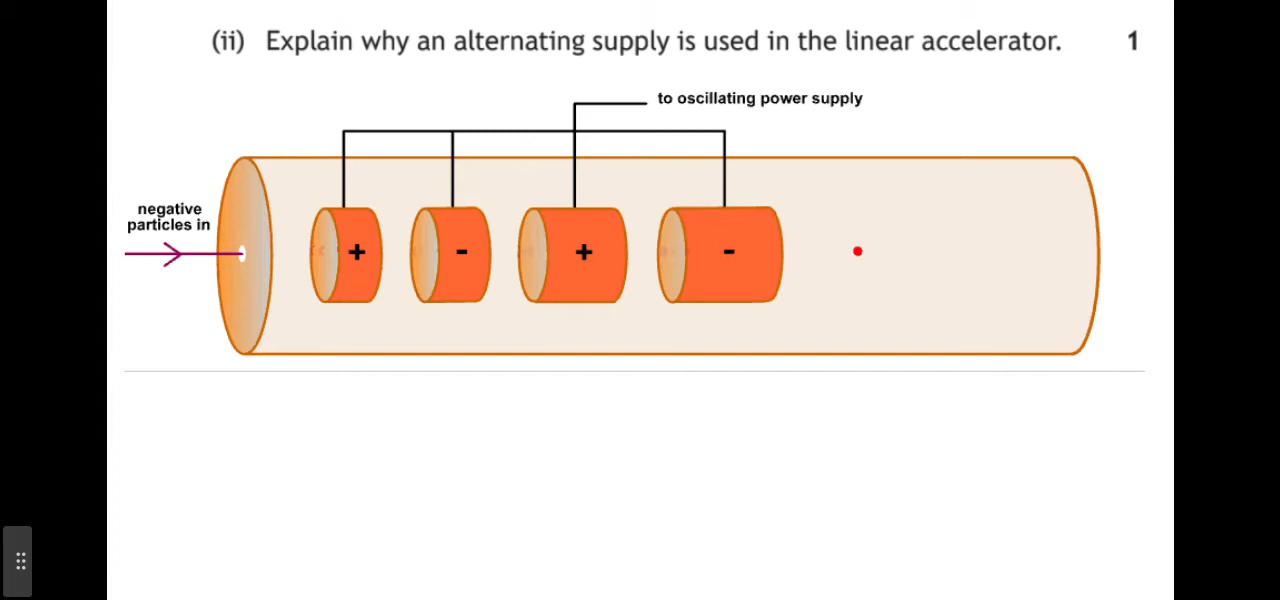 (ii) Explain why an alternating supply is used in the linear accelerator. 1
to oscillating power supply
negative
particles in
+ - + -